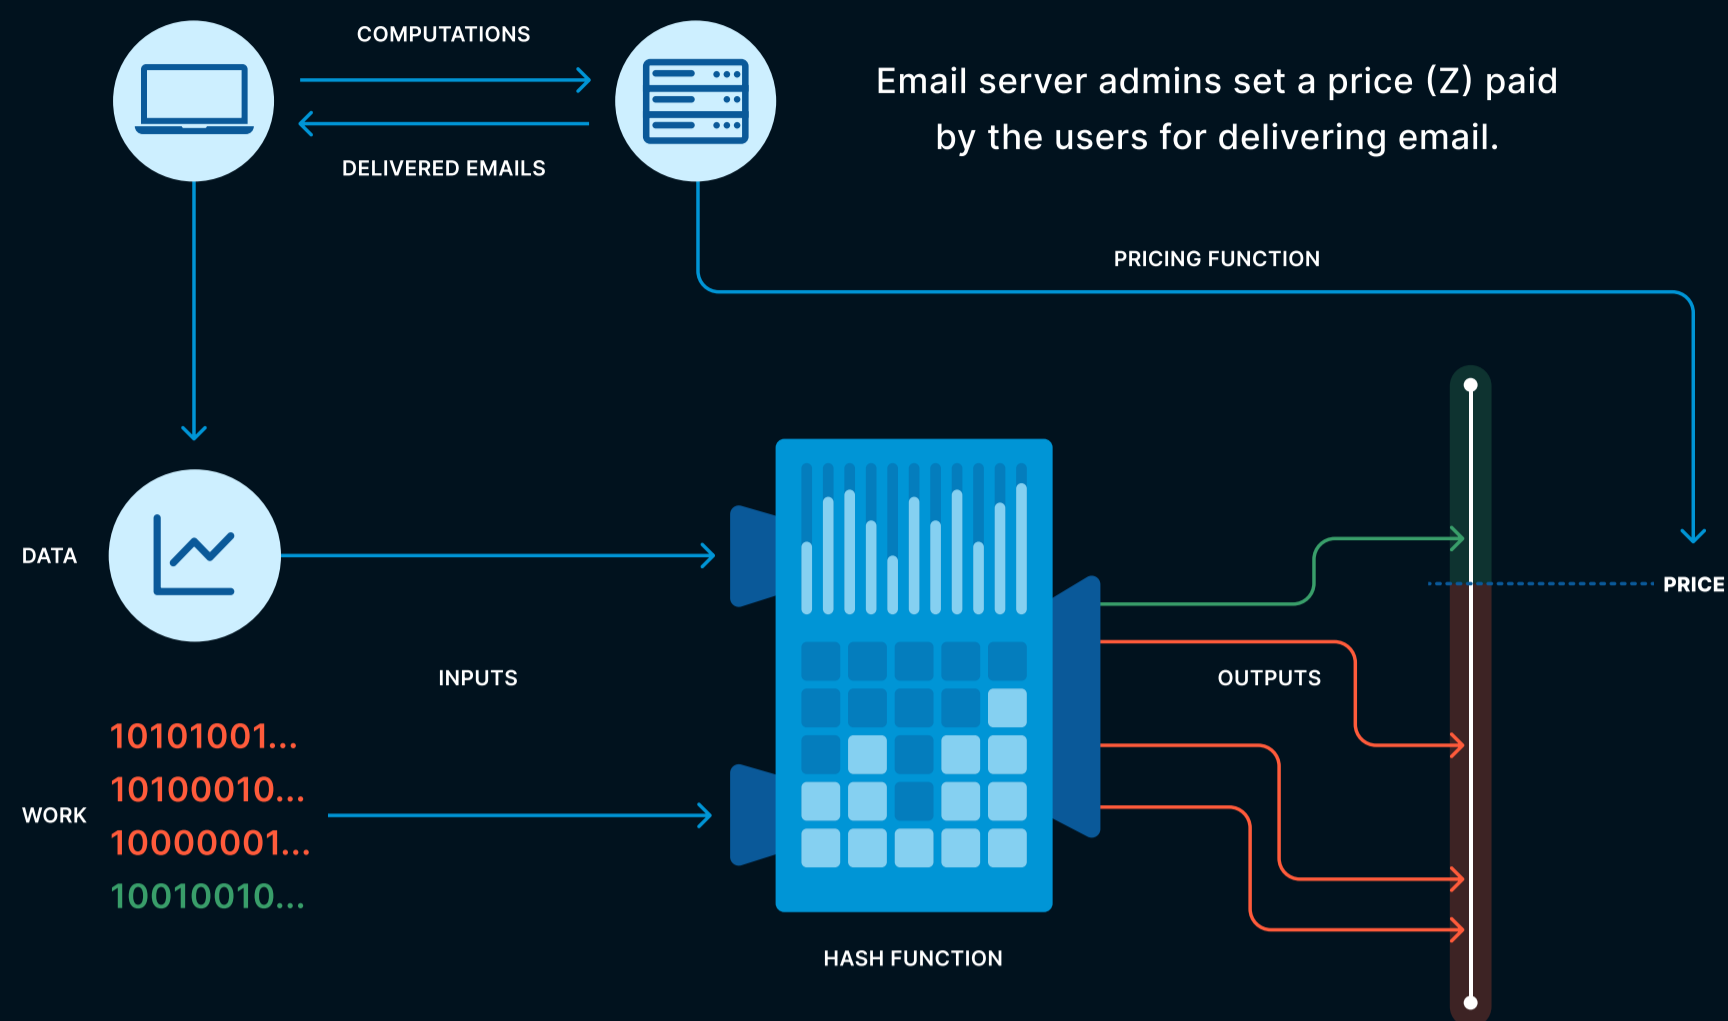 COMPUTATIONS
DELIVERED EMAILS
Email server admins set a price (Z) paid
by the users for delivering email.
PRICING FUNCTION
DATA
PRICE
INPUTS
OUTPUTS
WORK
10101001...
10100010...
10000001...
10010010...
HASH FUNCTION